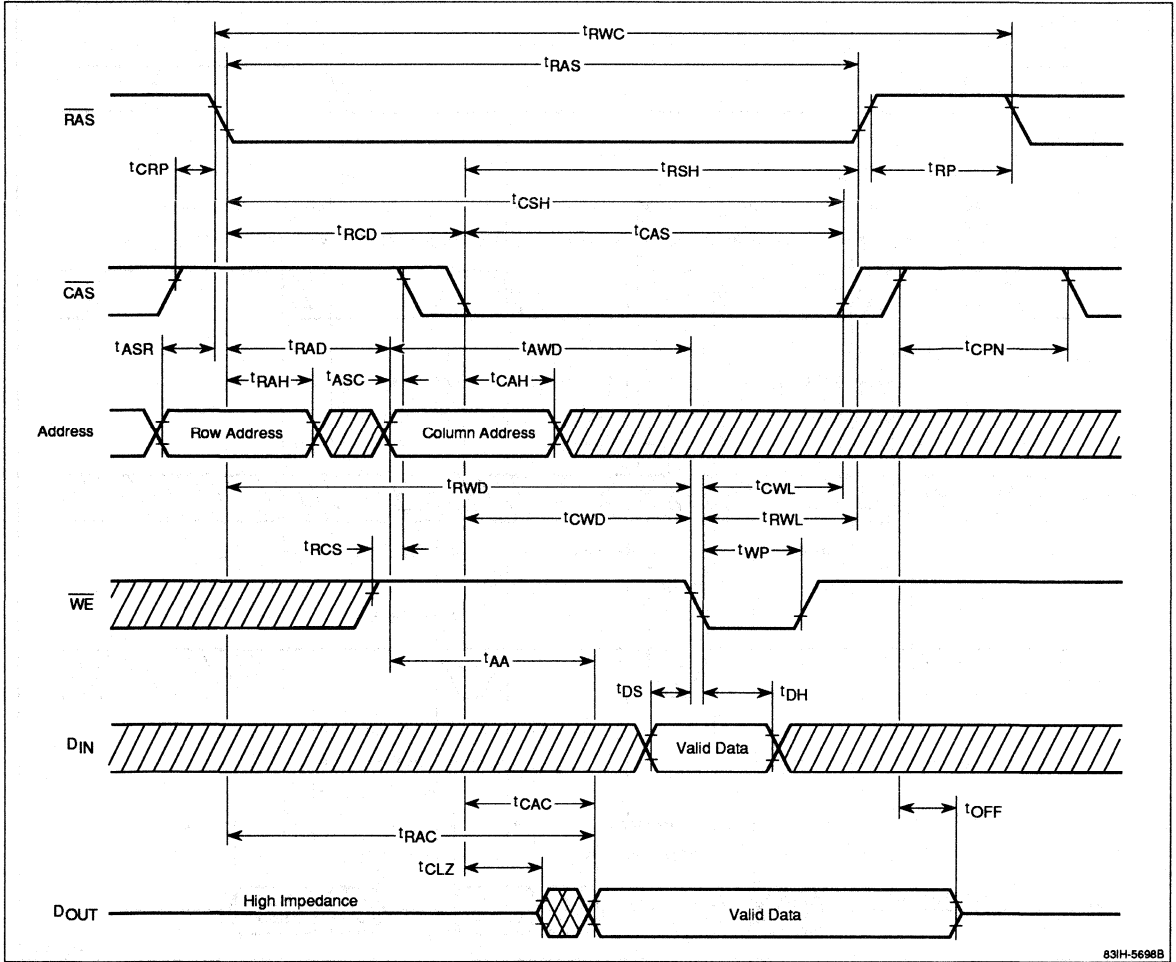 tRWC
tRAS
RAS
tCRP
tRSH
tRP
tCSH
tRCD
tCAS
CAS
tASR
tRAD
tAWD
tCPN
tRAH
tASC
tCAH
Address
Row Address
Column Address
tRWD
tCWL
tCWD
tRWL
tRCS
tWP
WE
tAA
tDS
tDH
DIN
Valid Data
tCAC
tOFF
tRAC
tCLZ
High Impedance
DOUT
Valid Data
83IH-5698B